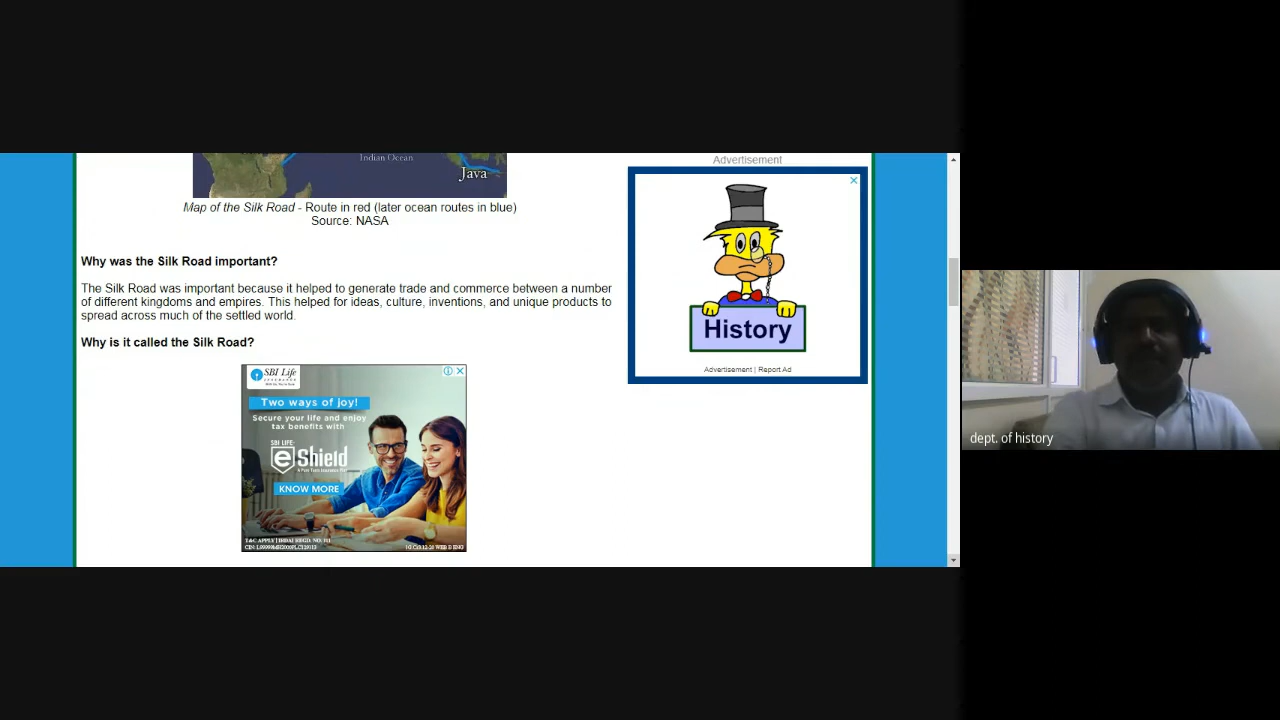 Indian Ocean
Java
Map of the Silk Road - Route in red (later ocean routes in blue)
Source: NASA
Why was the Silk Road important?
The Silk Road was important because it helped to generate trade and commerce between a number
of different kingdoms and empires. This helped for ideas, culture, inventions, and unique products to
spread across much of the settled world.
Why is it called the Silk Road?
SBI Life
INSURANCE
Two ways of joy!
Secure your life and enjoy
tax benefits with
SBI LIFE
eShield
KNOW MORE
Advertisement
History
Advertisement | Report Ad
dept. of history